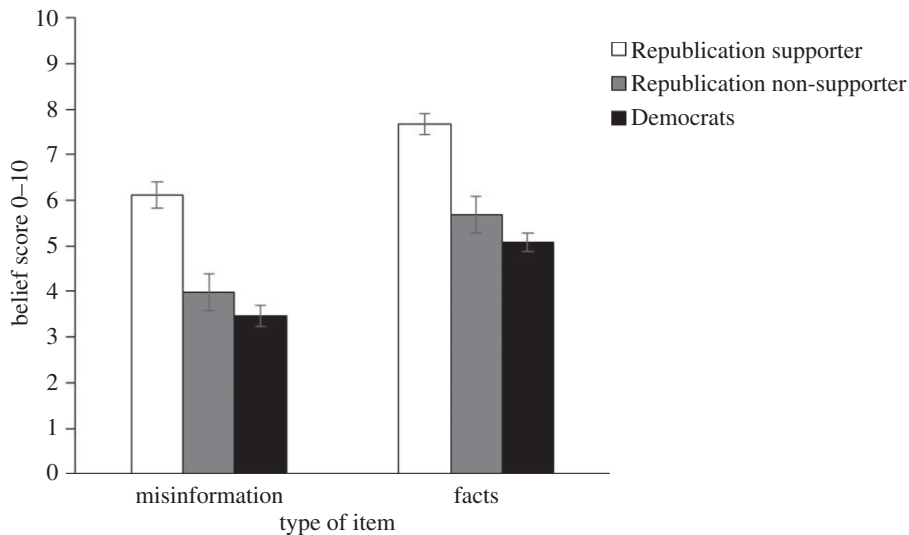 10
9
8
7
6
5
4
3
2
1
0
belief score 0–10
misinformation
facts
type of item
Republication supporter
Republication non-supporter
Democrats